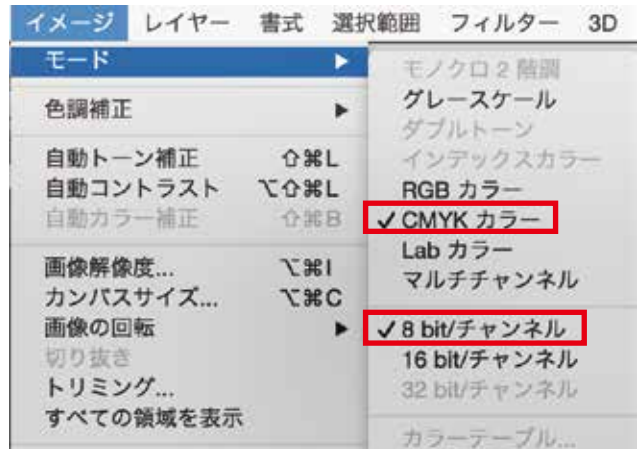 イメージ レイヤー 書式 選択範囲 フィルター 3D
モード ▶
色調補正 ▶
自動トーン補正 ⇧⌘L
自動コントラスト ⌥⇧⌘L
自動カラー補正 ⇧⌘B
画像解像度... ⌥⌘I
カンバスサイズ... ⌥⌘C
画像の回転 ▶
切り抜き
トリミング...
すべての領域を表示
モノクロ 2 階調
グレースケール
ダブルトーン
インデックスカラー
RGB カラー
✓ CMYK カラー
Lab カラー
マルチチャンネル
✓ 8 bit/チャンネル
16 bit/チャンネル
32 bit/チャンネル
カラーテーブル...